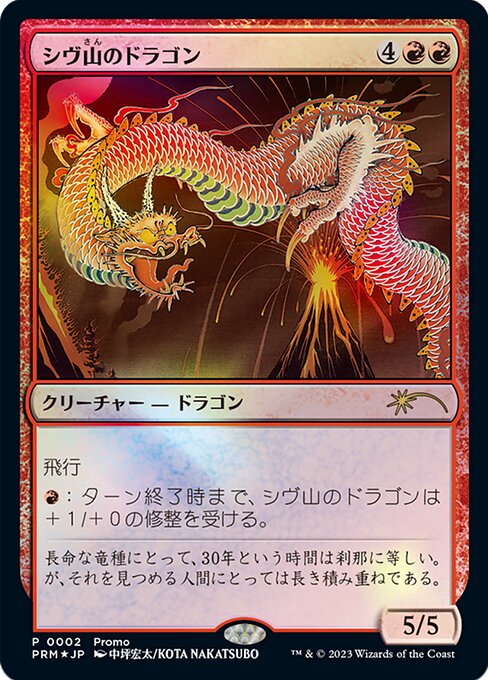 シヴ山のドラゴン 4
さん
クリーチャー — ドラゴン
飛行
：ターン終了時まで、シヴ山のドラゴンは
＋１/＋０の修整を受ける。
長命な竜種にとって、30年という時間は刹那に等しい。
が、それを見つめる人間にとっては長き積み重ねである。
5/5
P 0002 Promo
PRM★JP 中坪宏太/KOTA NAKATSUBO
™ & © 2023 Wizards of the Coast